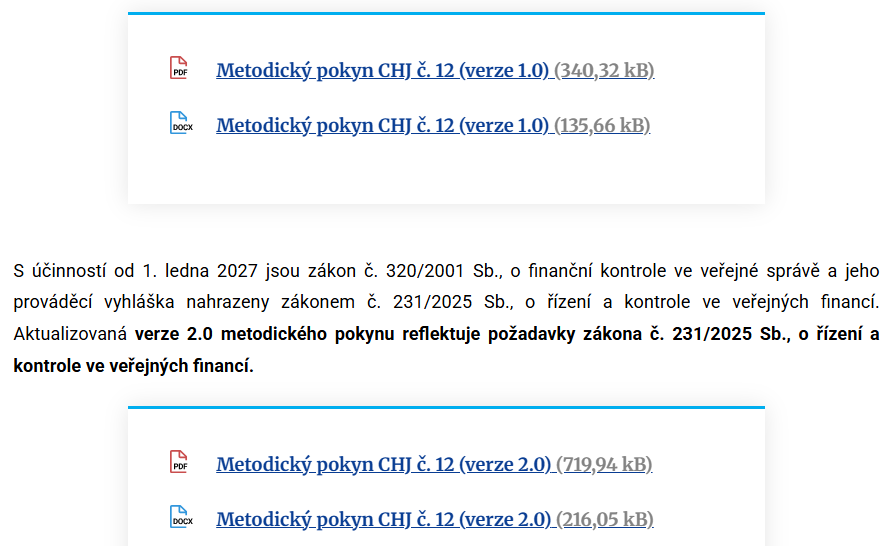 PDF Metodický pokyn CHJ č. 12 (verze 1.0) (340,32 kB)
DOCX Metodický pokyn CHJ č. 12 (verze 1.0) (135,66 kB)
S účinností od 1. ledna 2027 jsou zákon č. 320/2001 Sb., o finanční kontrole ve veřejné správě a jeho
prováděcí vyhláška nahrazeny zákonem č. 231/2025 Sb., o řízení a kontrole ve veřejných financí.
Aktualizovaná verze 2.0 metodického pokynu reflektuje požadavky zákona č. 231/2025 Sb., o řízení a
kontrole ve veřejných financí.
PDF Metodický pokyn CHJ č. 12 (verze 2.0) (719,94 kB)
DOCX Metodický pokyn CHJ č. 12 (verze 2.0) (216,05 kB)